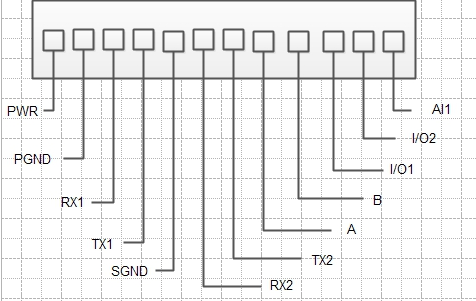 PWR
AI1
I/O2
PGND
I/O1
RX1
B
A
TX1
TX2
SGND
RX2